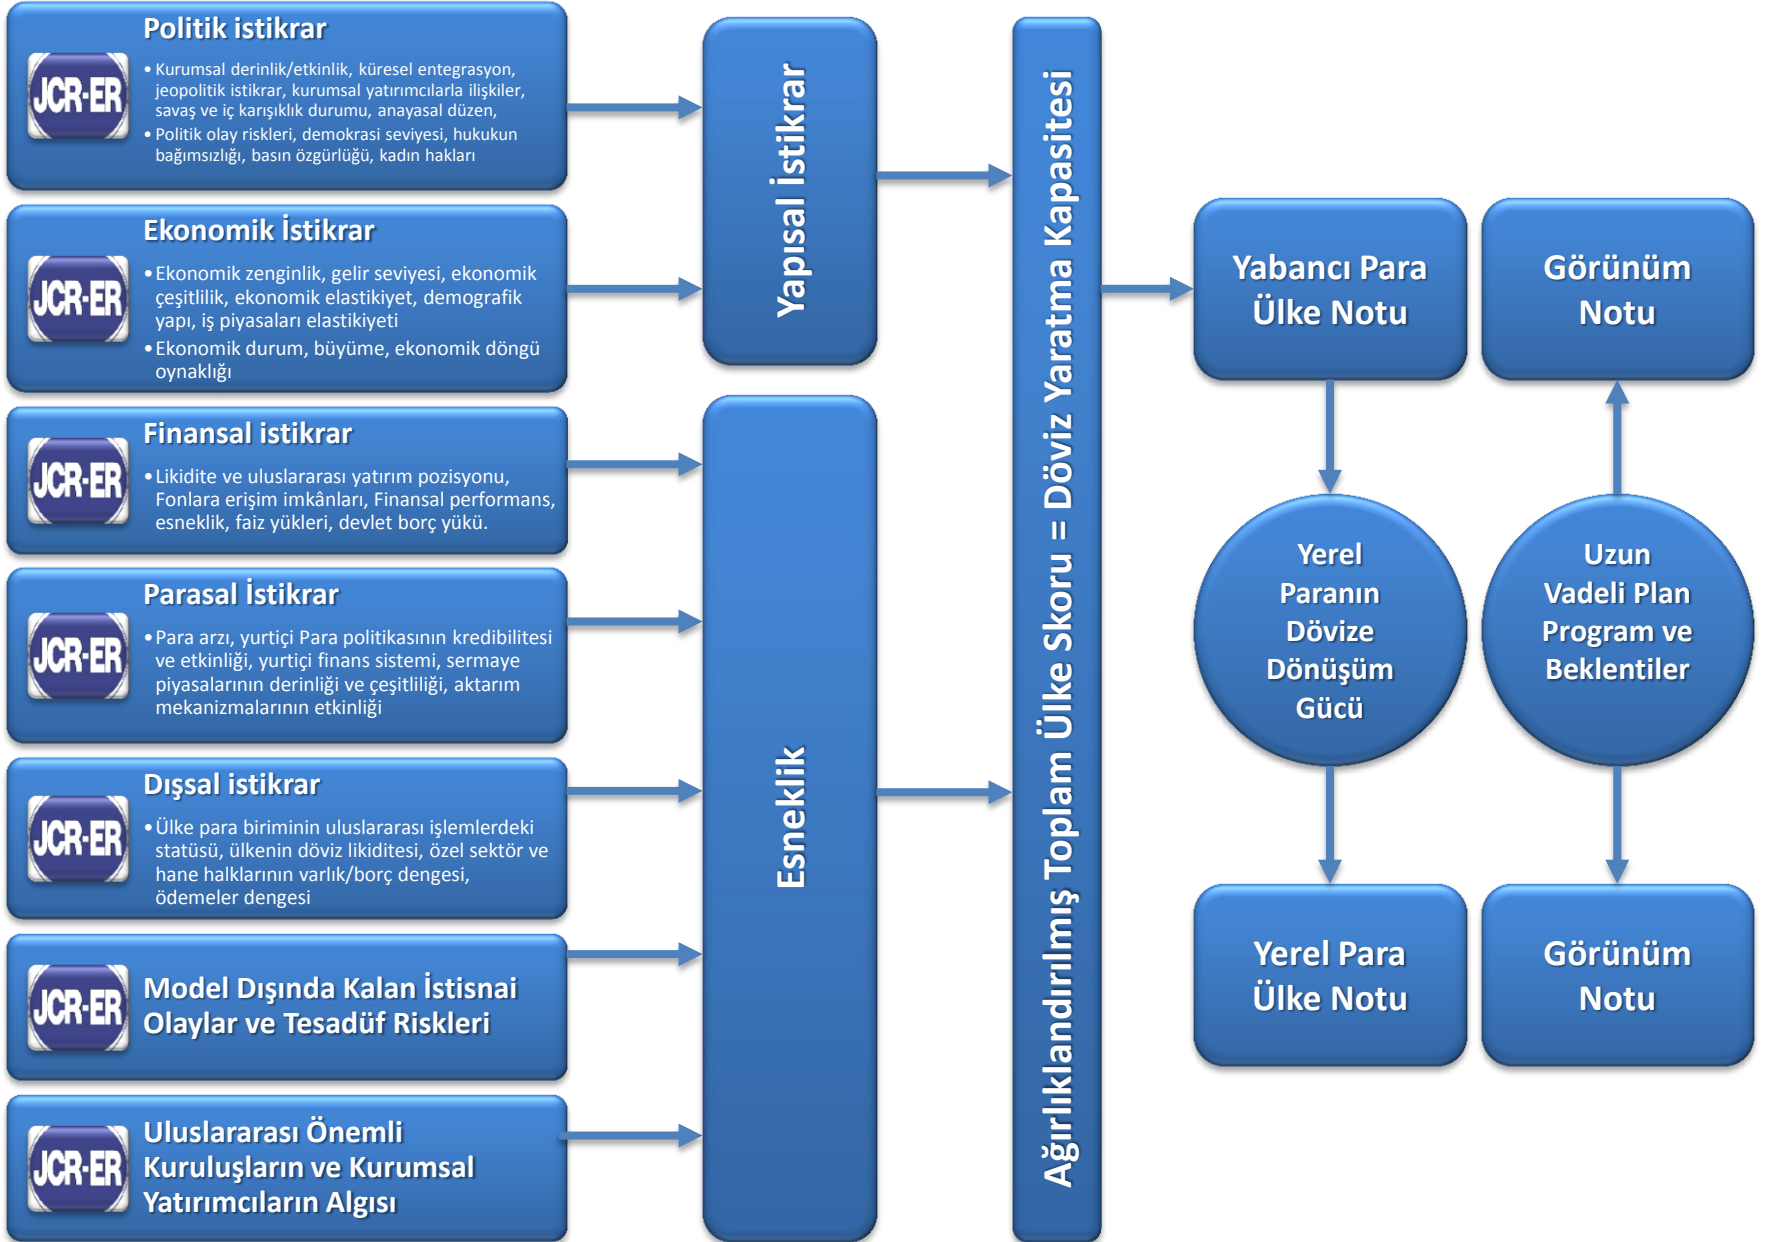 Politik istikrar
JCR-ER
• Kurumsal derinlik/etkinlik, küresel entegrasyon,
jeopolitik istikrar, kurumsal yatırımcılarla ilişkiler,
savaş ve iç karışıklık durumu, anayasal düzen,
• Politik olay riskleri, demokrasi seviyesi, hukukun
bağımsızlığı, basın özgürlüğü, kadın hakları
Ekonomik İstikrar
JCR-ER
• Ekonomik zenginlik, gelir seviyesi, ekonomik
çeşitlilik, ekonomik elastikiyet, demografik
yapı, iş piyasaları elastikiyeti
• Ekonomik durum, büyüme, ekonomik döngü
oynaklığı
Finansal istikrar
JCR-ER
• Likidite ve uluslararası yatırım pozisyonu,
Fonlara erişim imkânları, Finansal performans,
esneklik, faiz yükleri, devlet borç yükü.
Parasal İstikrar
JCR-ER
• Para arzı, yurtiçi Para politikasının kredibilitesi
ve etkinliği, yurtiçi finans sistemi, sermaye
piyasalarının derinliği ve çeşitliliği, aktarım
mekanizmalarının etkinliği
Dışsal istikrar
JCR-ER
• Ülke para biriminin uluslararası işlemlerdeki
statüsü, ülkenin döviz likiditesi, özel sektör ve
hane halklarının varlık/borç dengesi,
ödemeler dengesi
JCR-ER
Model Dışında Kalan İstisnai
Olaylar ve Tesadüf Riskleri
JCR-ER
Uluslararası Önemli
Kuruluşların ve Kurumsal
Yatırımcıların Algısı
Yapısal İstikrar
Esneklik
Ağırlıklandırılmış Toplam Ülke Skoru = Döviz Yaratma Kapasitesi
Yabancı Para
Ülke Notu
Yerel
Paranın
Dövize
Dönüşüm
Gücü
Yerel Para
Ülke Notu
Görünüm
Notu
Uzun
Vadeli Plan
Program ve
Beklentiler
Görünüm
Notu